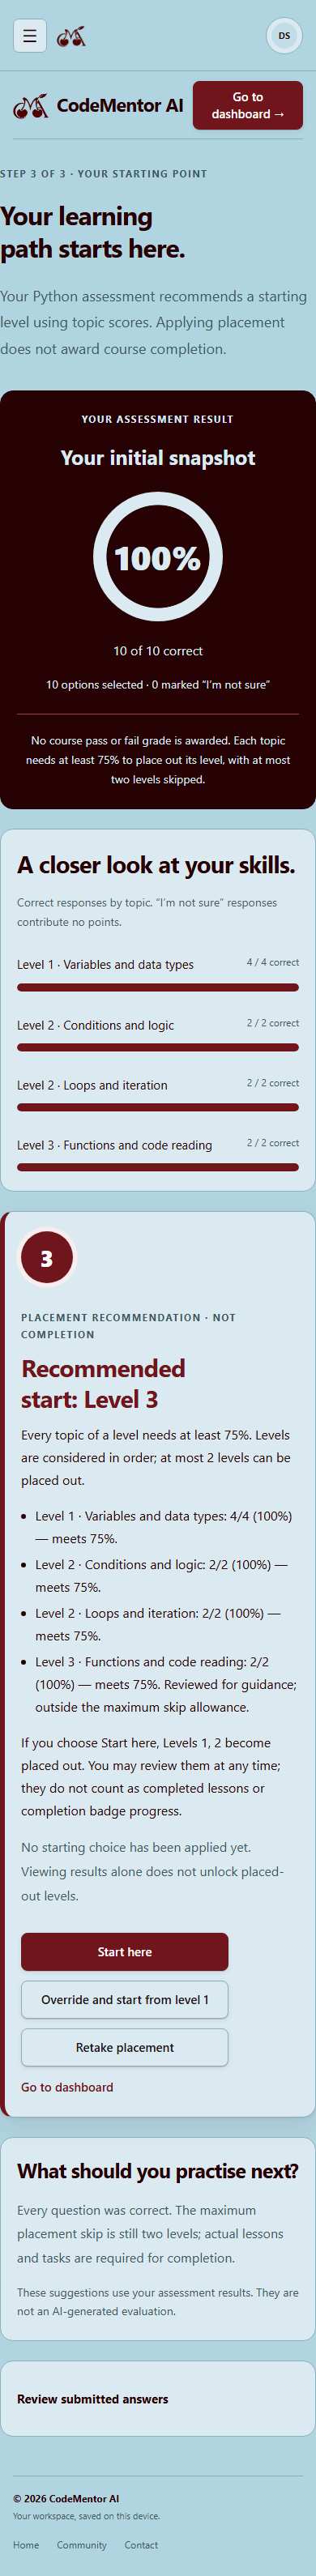 DS
CodeMentor AI
Go to
dashboard →
STEP 3 OF 3 · YOUR STARTING POINT
Your learning
path starts here.
Your Python assessment recommends a starting
level using topic scores. Applying placement
does not award course completion.
YOUR ASSESSMENT RESULT
Your initial snapshot
100%
10 of 10 correct
10 options selected · 0 marked “I’m not sure”
No course pass or fail grade is awarded. Each topic
needs at least 75% to place out its level, with at most
two levels skipped.
A closer look at your skills.
Correct responses by topic. “I’m not sure” responses
contribute no points.
Level 1 · Variables and data types 4 / 4 correct
Level 2 · Conditions and logic 2 / 2 correct
Level 2 · Loops and iteration 2 / 2 correct
Level 3 · Functions and code reading 2 / 2 correct
3
PLACEMENT RECOMMENDATION · NOT
COMPLETION
Recommended
start: Level 3
Every topic of a level needs at least 75%. Levels
are considered in order; at most 2 levels can be
placed out.
• Level 1 · Variables and data types: 4/4 (100%)
— meets 75%.
• Level 2 · Conditions and logic: 2/2 (100%) —
meets 75%.
• Level 2 · Loops and iteration: 2/2 (100%) —
meets 75%.
• Level 3 · Functions and code reading: 2/2
(100%) — meets 75%. Reviewed for guidance;
outside the maximum skip allowance.
If you choose Start here, Levels 1, 2 become
placed out. You may review them at any time;
they do not count as completed lessons or
completion badge progress.
No starting choice has been applied yet.
Viewing results alone does not unlock placed-
out levels.
Start here
Override and start from level 1
Retake placement
Go to dashboard
What should you practise next?
Every question was correct. The maximum
placement skip is still two levels; actual lessons
and tasks are required for completion.
These suggestions use your assessment results. They are
not an AI-generated evaluation.
Review submitted answers
© 2026 CodeMentor AI
Your workspace, saved on this device.
Home Community Contact